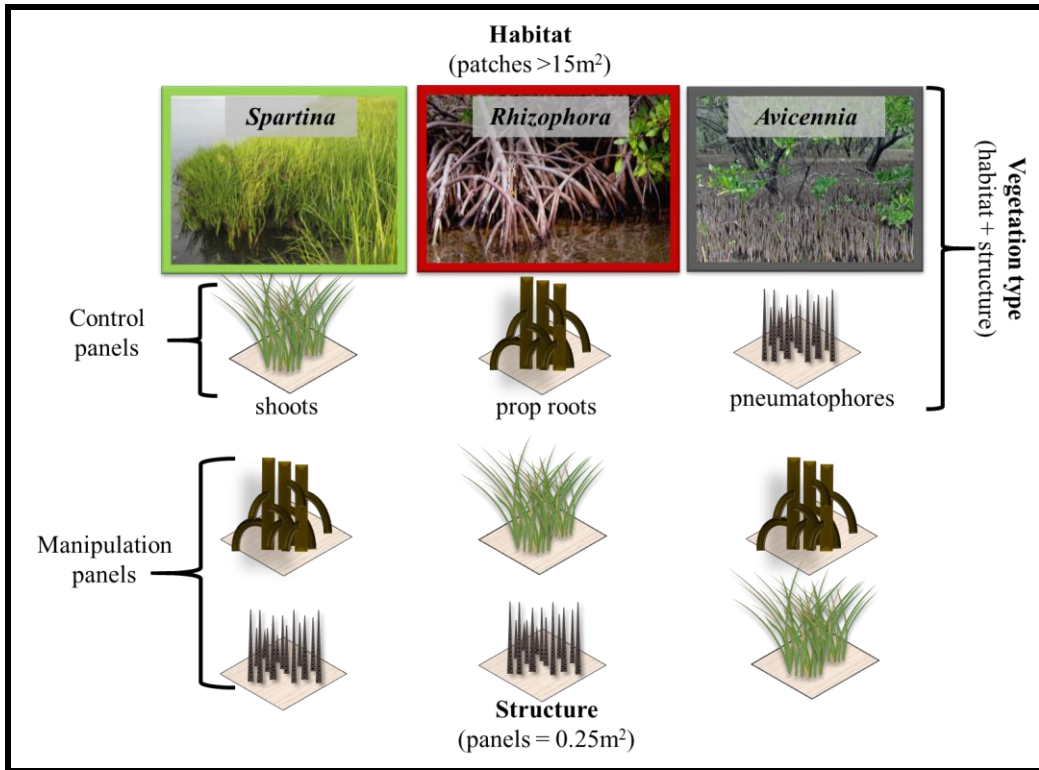 Habitat
(patches >15m²)
Spartina
Rhizophora
Avicennia
Vegetation type
(habitat + structure)
Control
panels
shoots
prop roots
pneumatophores
Manipulation
panels
Structure
(panels = 0.25m²)